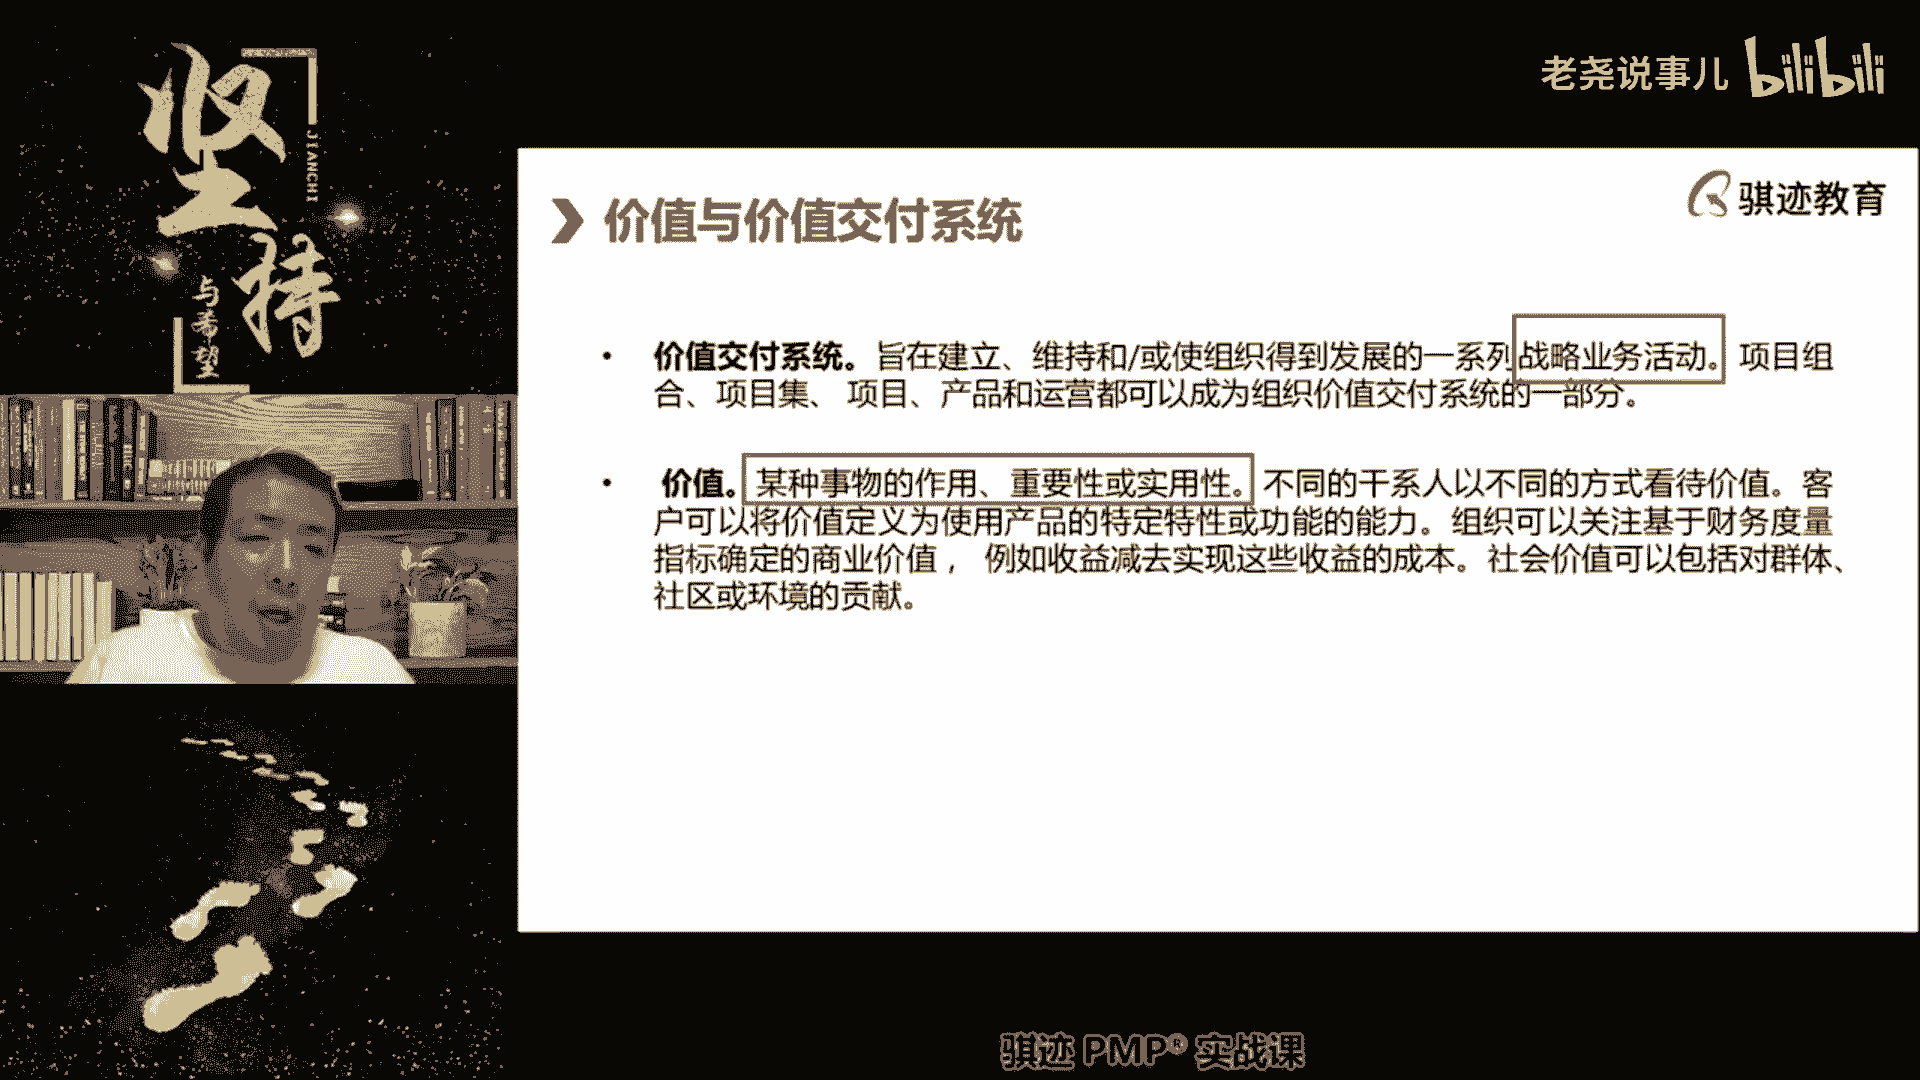 坚持
JIANCHI
与希望
老尧说事儿 bilibili
骐迹教育
价值与价值交付系统
• 价值交付系统。旨在建立、维持和/或使组织得到发展的一系列战略业务活动。项目组
合、项目集、 项目、产品和运营都可以成为组织价值交付系统的一部分。
• 价值。某种事物的作用、重要性或实用性。不同的干系人以不同的方式看待价值。客
户可以将价值定义为使用产品的特定特性或功能的能力。组织可以关注基于财务度量
指标确定的商业价值， 例如收益减去实现这些收益的成本。社会价值可以包括对群体、
社区或环境的贡献。
骐迹 PMP® 实战课